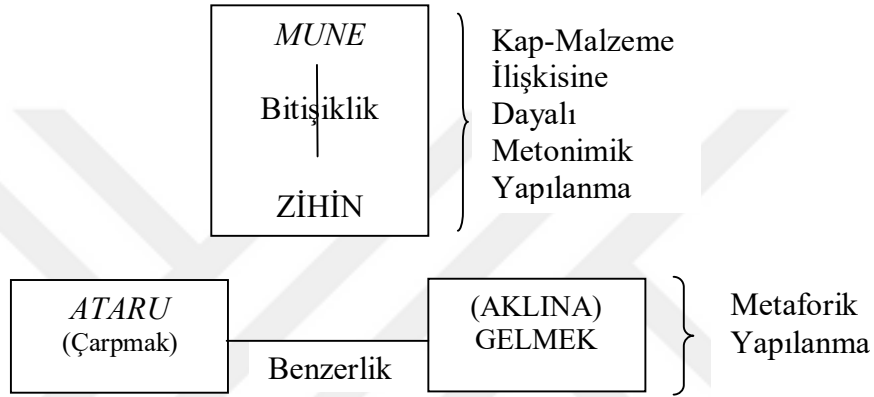 MUNE
Bitişiklik
ZİHİN
Kap-Malzeme
İlişkisine
Dayalı
Metonimik
Yapılanma
ATARU
(Çarpmak)
Benzerlik
(AKLINA)
GELMEK
Metaforik
Yapılanma